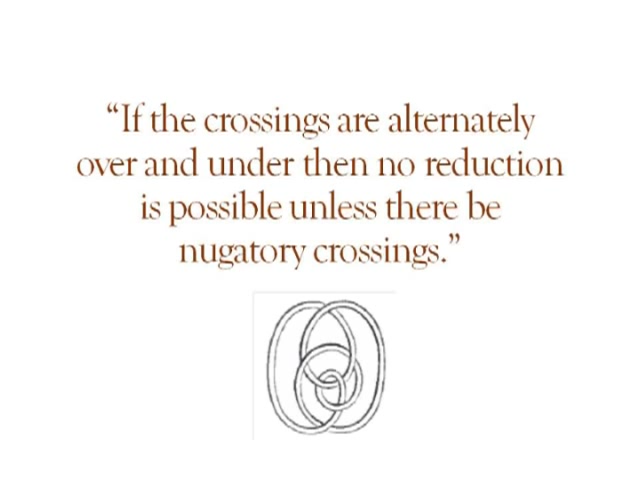 “If the crossings are alternately
over and under then no reduction
is possible unless there be
nugatory crossings.”